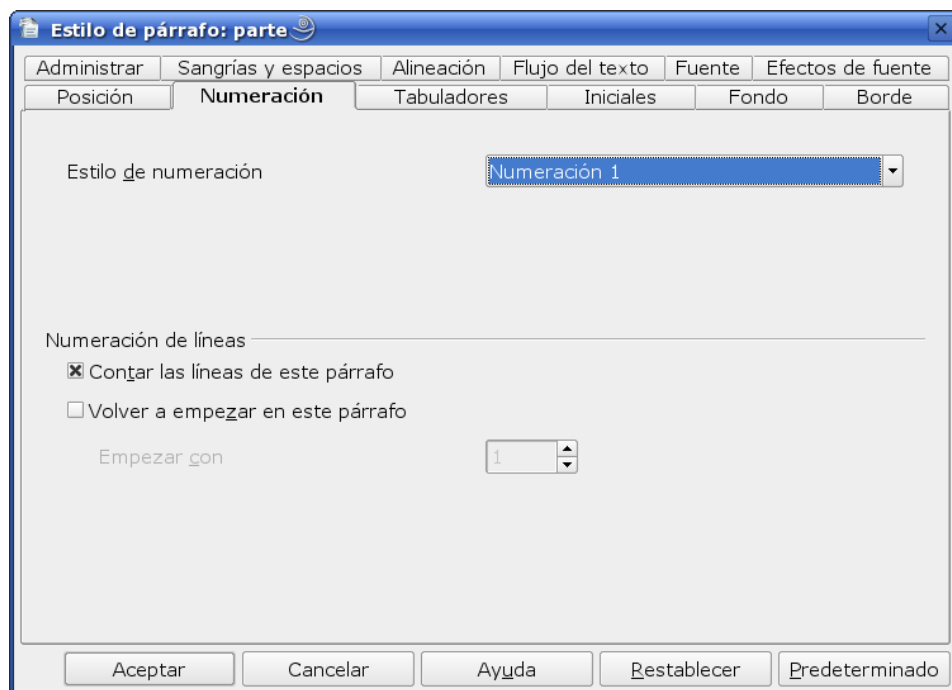 Estilo de párrafo: parte
Administrar Sangrías y espacios Alineación Flujo del texto Fuente Efectos de fuente
Posición Numeración Tabuladores Iniciales Fondo Borde
Estilo de numeración Numeración 1
Numeración de líneas
Contar las líneas de este párrafo
Volver a empezar en este párrafo
Empezar con 1
Aceptar Cancelar Ayuda Restablecer Predeterminado